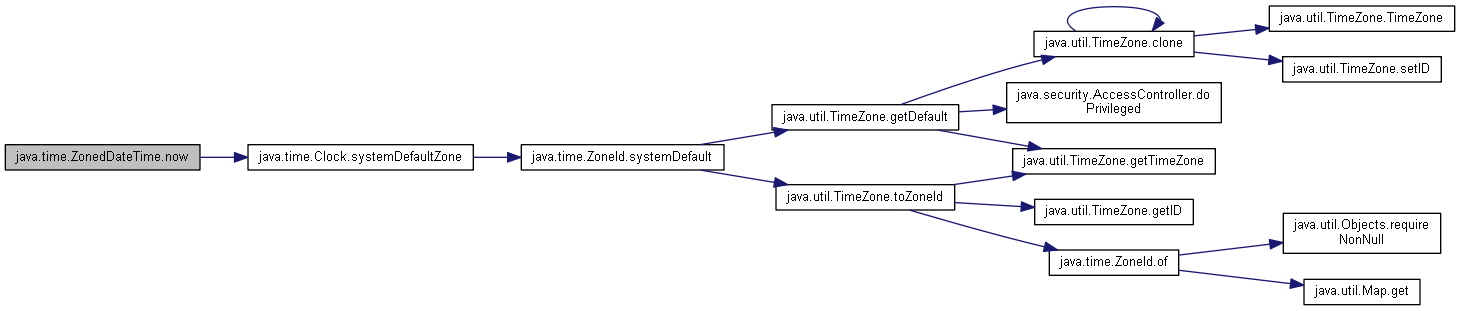 java.util.TimeZone.TimeZone
java.util.TimeZone.clone
java.util.TimeZone.setID
java.security.AccessController.do
Privileged
java.util.TimeZone.getDefault
java.time.ZonedDateTime.now
java.time.Clock.systemDefaultZone
java.time.ZoneId.systemDefault
java.util.TimeZone.getTimeZone
java.util.TimeZone.toZoneId
java.util.TimeZone.getID
java.util.Objects.require
NonNull
java.time.ZoneId.of
java.util.Map.get